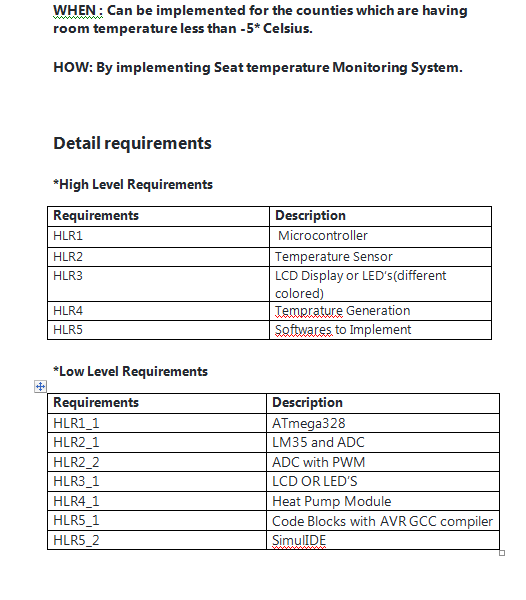 WHEN : Can be implemented for the counties which are having
room temperature less than -5* Celsius.
HOW: By implementing Seat temperature Monitoring System.
Detail requirements
*High Level Requirements
Requirements Description
HLR1 Microcontroller
HLR2 Temperature Sensor
HLR3 LCD Display or LED's(different
colored)
HLR4 Temprature Generation
HLR5 Softwares to Implement
*Low Level Requirements
Requirements Description
HLR1_1 ATmega328
HLR2_1 LM35 and ADC
HLR2_2 ADC with PWM
HLR3_1 LCD OR LED'S
HLR4_1 Heat Pump Module
HLR5_1 Code Blocks with AVR GCC compiler
HLR5_2 SimulIDE